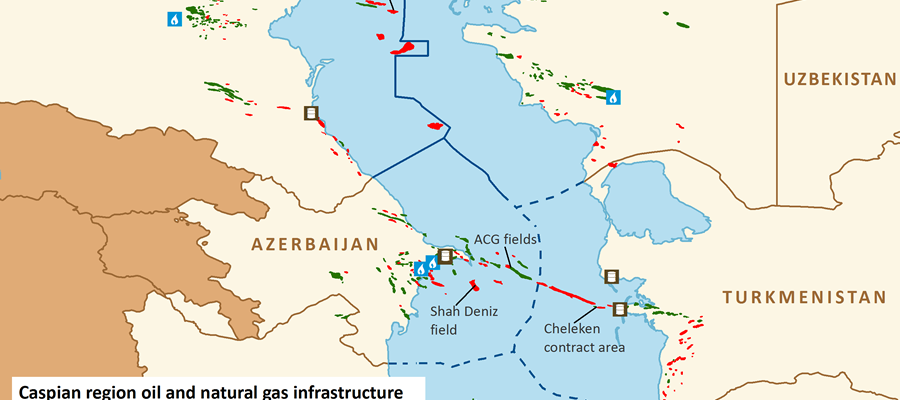 UZBEKISTAN
AZERBAIJAN
ACG fields
TURKMENISTAN
Shah Deniz
field
Cheleken
contract area
Caspian region oil and natural gas infrastructure